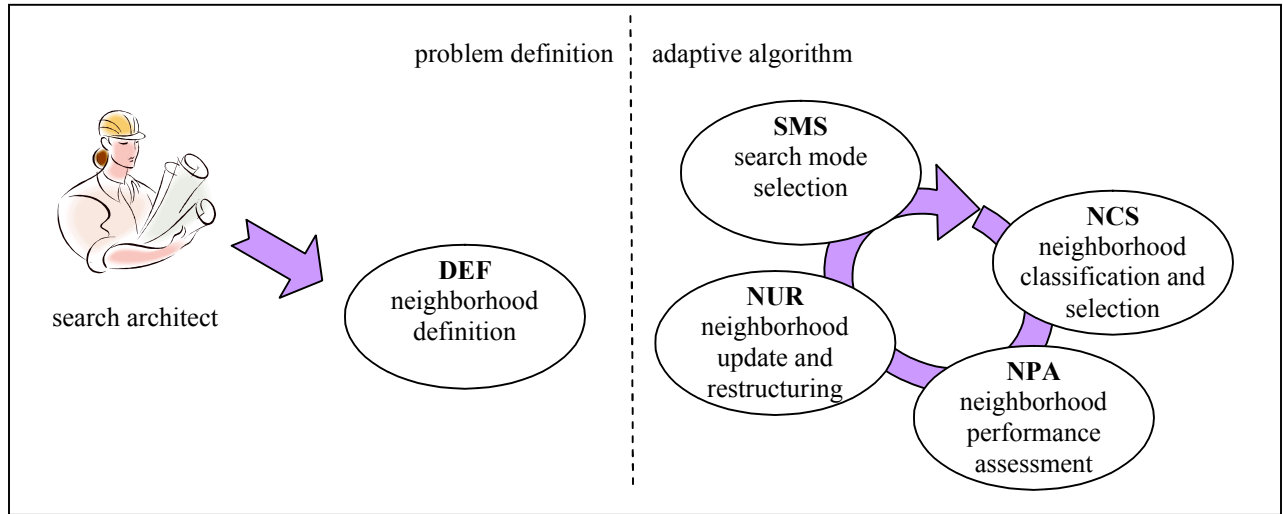 problem definition
adaptive algorithm
search architect
DEF
neighborhood
definition
SMS
search mode
selection
NCS
neighborhood
classification and
selection
NPA
neighborhood
performance
assessment
NUR
neighborhood
update and
restructuring